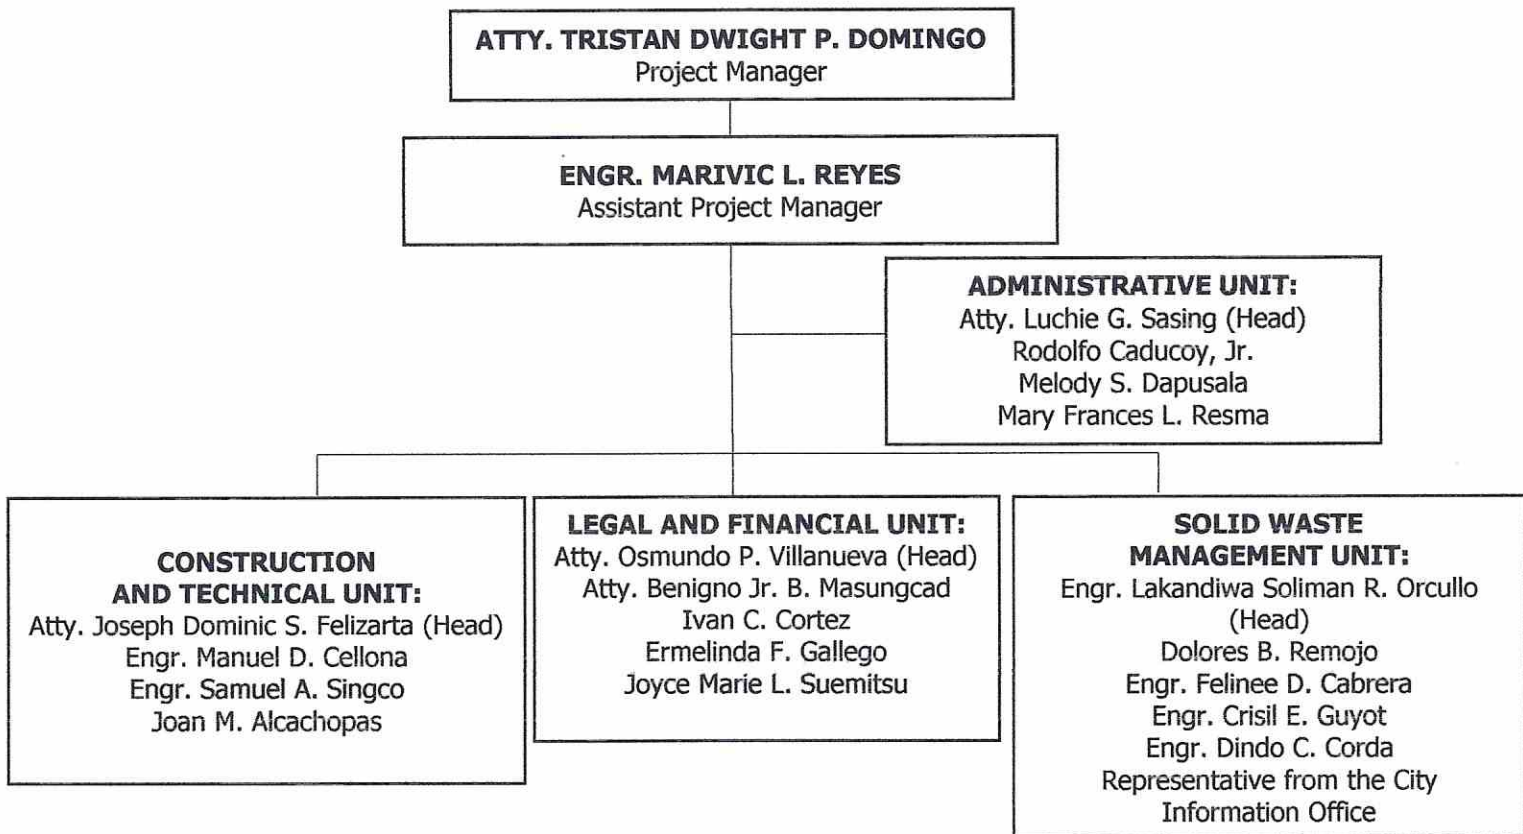 ATTY. TRISTAN DWIGHT P. DOMINGO
Project Manager
ENGR. MARIVIC L. REYES
Assistant Project Manager
ADMINISTRATIVE UNIT:
Atty. Luchie G. Sasing (Head)
Rodolfo Caducoy, Jr.
Melody S. Dapusala
Mary Frances L. Resma
CONSTRUCTION
AND TECHNICAL UNIT:
Atty. Joseph Dominic S. Felizarta (Head)
Engr. Manuel D. Cellona
Engr. Samuel A. Singco
Joan M. Alcachopas
LEGAL AND FINANCIAL UNIT:
Atty. Osmundo P. Villanueva (Head)
Atty. Benigno Jr. B. Masungcad
Ivan C. Cortez
Ermelinda F. Gallego
Joyce Marie L. Suemitsu
SOLID WASTE
MANAGEMENT UNIT:
Engr. Lakandiwa Soliman R. Orcullo
(Head)
Dolores B. Remojo
Engr. Felinee D. Cabrera
Engr. Crisil E. Guyot
Engr. Dindo C. Corda
Representative from the City
Information Office